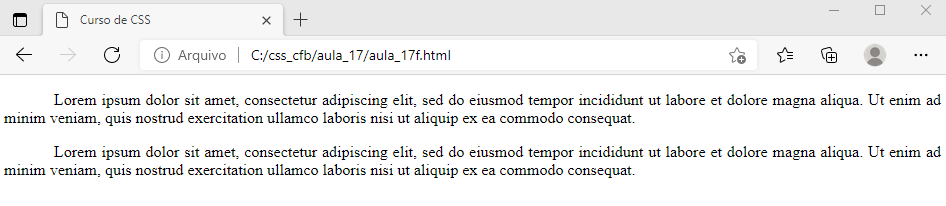 Curso de CSS
Arquivo C:/css_cfb/aula_17/aula_17f.html
Lorem ipsum dolor sit amet, consectetur adipiscing elit, sed do eiusmod tempor incididunt ut labore et dolore magna aliqua. Ut enim ad
minim veniam, quis nostrud exercitation ullamco laboris nisi ut aliquip ex ea commodo consequat.
Lorem ipsum dolor sit amet, consectetur adipiscing elit, sed do eiusmod tempor incididunt ut labore et dolore magna aliqua. Ut enim ad
minim veniam, quis nostrud exercitation ullamco laboris nisi ut aliquip ex ea commodo consequat.